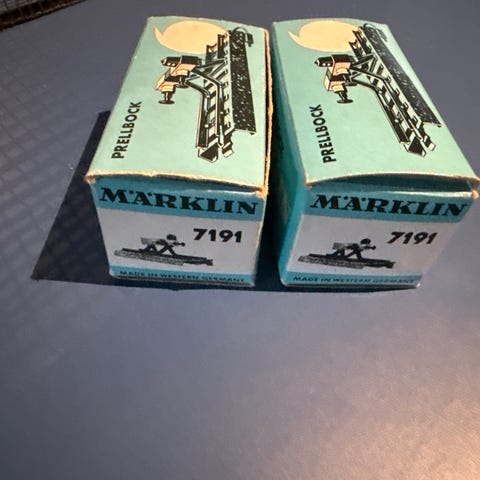 PRELLBOCK
MÄRKLIN
7191
MADE IN WESTERN GERMANY
PRELLBOCK
MÄRKLIN
7191
MADE IN WESTERN GERMANY